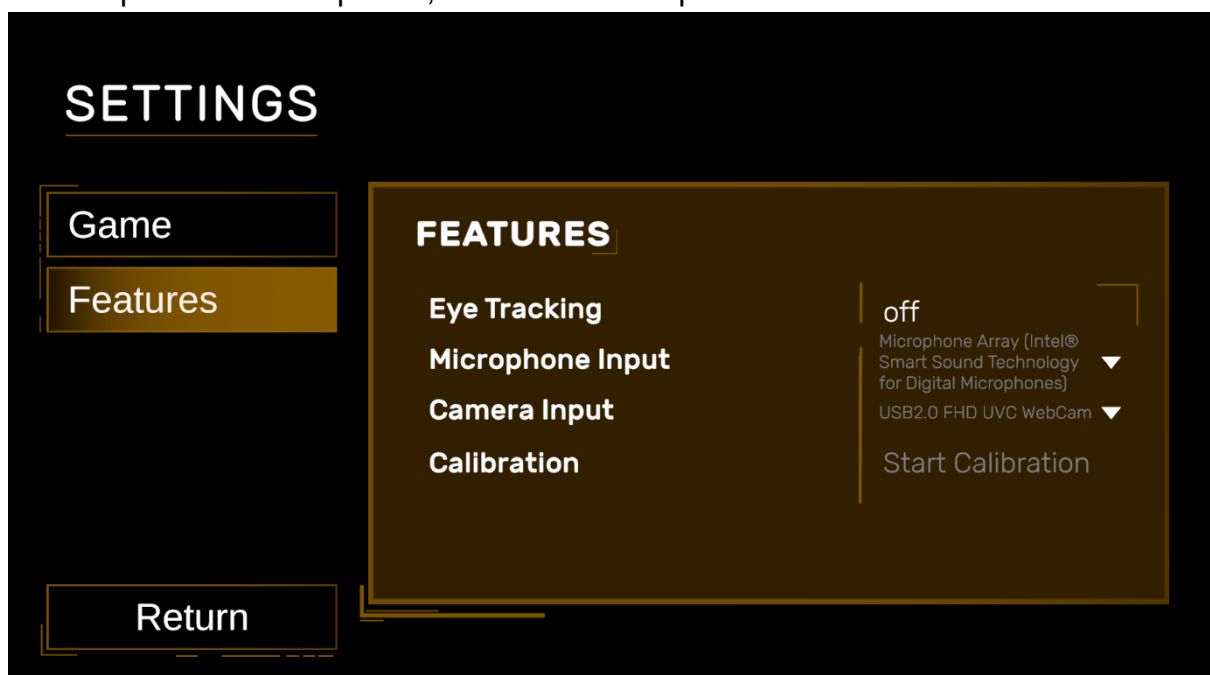 SETTINGS
Game
Features
Return
FEATURES
Eye Tracking
off
Microphone Input
Microphone Array (Intel®
Smart Sound Technology
for Digital Microphones)
Camera Input
USB2.0 FHD UVC WebCam
Calibration
Start Calibration